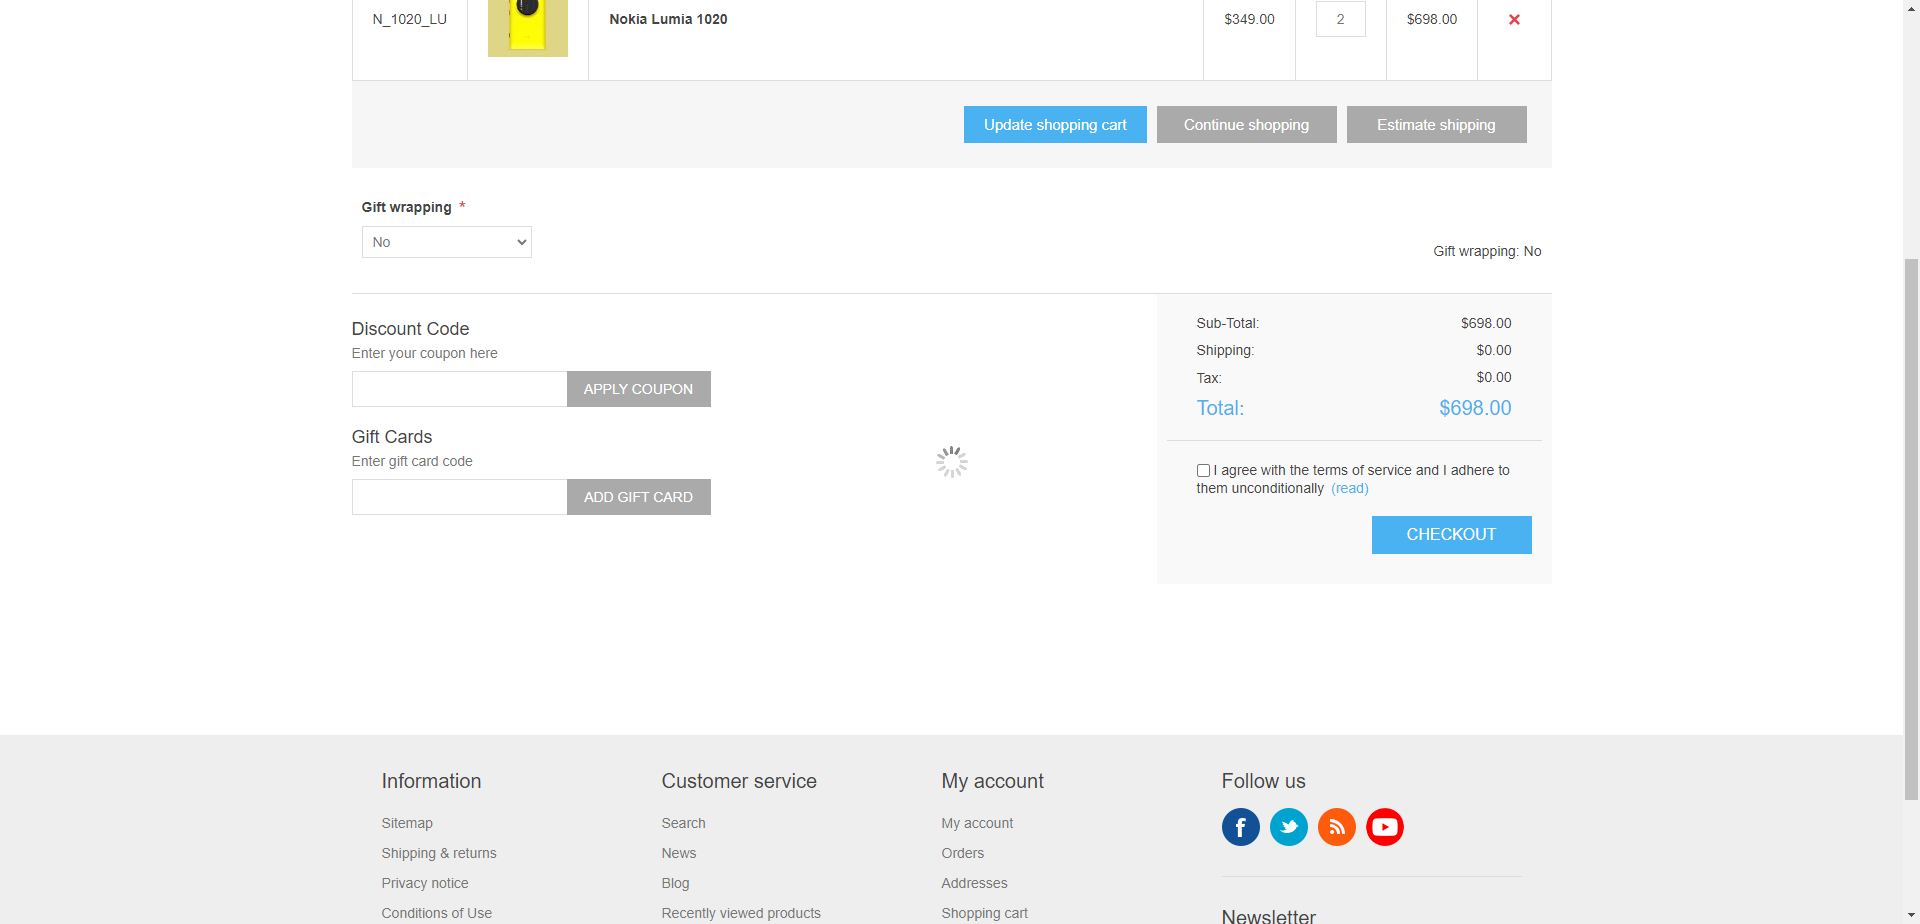 N_1020_LU
Nokia Lumia 1020
$349.00
2
$698.00
Update shopping cart
Continue shopping
Estimate shipping
Gift wrapping *
No
Gift wrapping: No
Discount Code
Enter your coupon here
APPLY COUPON
Gift Cards
Enter gift card code
ADD GIFT CARD
Sub-Total: $698.00
Shipping: $0.00
Tax: $0.00
Total: $698.00
I agree with the terms of service and I adhere to
them unconditionally (read)
CHECKOUT
Information
Sitemap
Shipping & returns
Privacy notice
Conditions of Use
Customer service
Search
News
Blog
Recently viewed products
My account
My account
Orders
Addresses
Shopping cart
Follow us
Newsletter